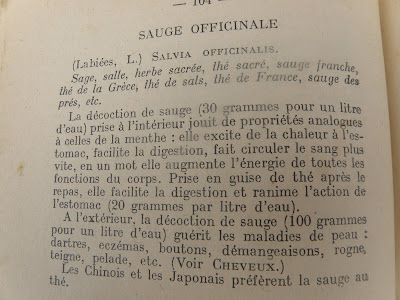 — 104 —
SAUGE OFFICINALE
(Labiées, L.) SALVIA OFFICINALIS.
Sage, salle, herbe sacrée, thé sacré, sauge franche,
thé de la Grèce, thé de sals, thé de France, sauge des
prés, etc.
La décoction de sauge (30 grammes pour un litre
d'eau) prise à l'intérieur jouit de propriétés analogues
à celles de la menthe : elle excite de la chaleur à l'es-
tomac, facilite la digestion, fait circuler le sang plus
vite, en un mot elle augmente l'énergie de toutes les
fonctions du corps. Prise en guise de thé après le
repas, elle facilite la digestion et ranime l'action de
l'estomac (20 grammes par litre d'eau).
A l'extérieur, la décoction de sauge (100 grammes
pour un litre d'eau) guérit les maladies de peau :
dartres, eczémas, boutons, démangeaisons, rogne,
teigne, pelade, etc. (Voir CHEVEUX.)
Les Chinois et les Japonais préfèrent la sauge au
thé.